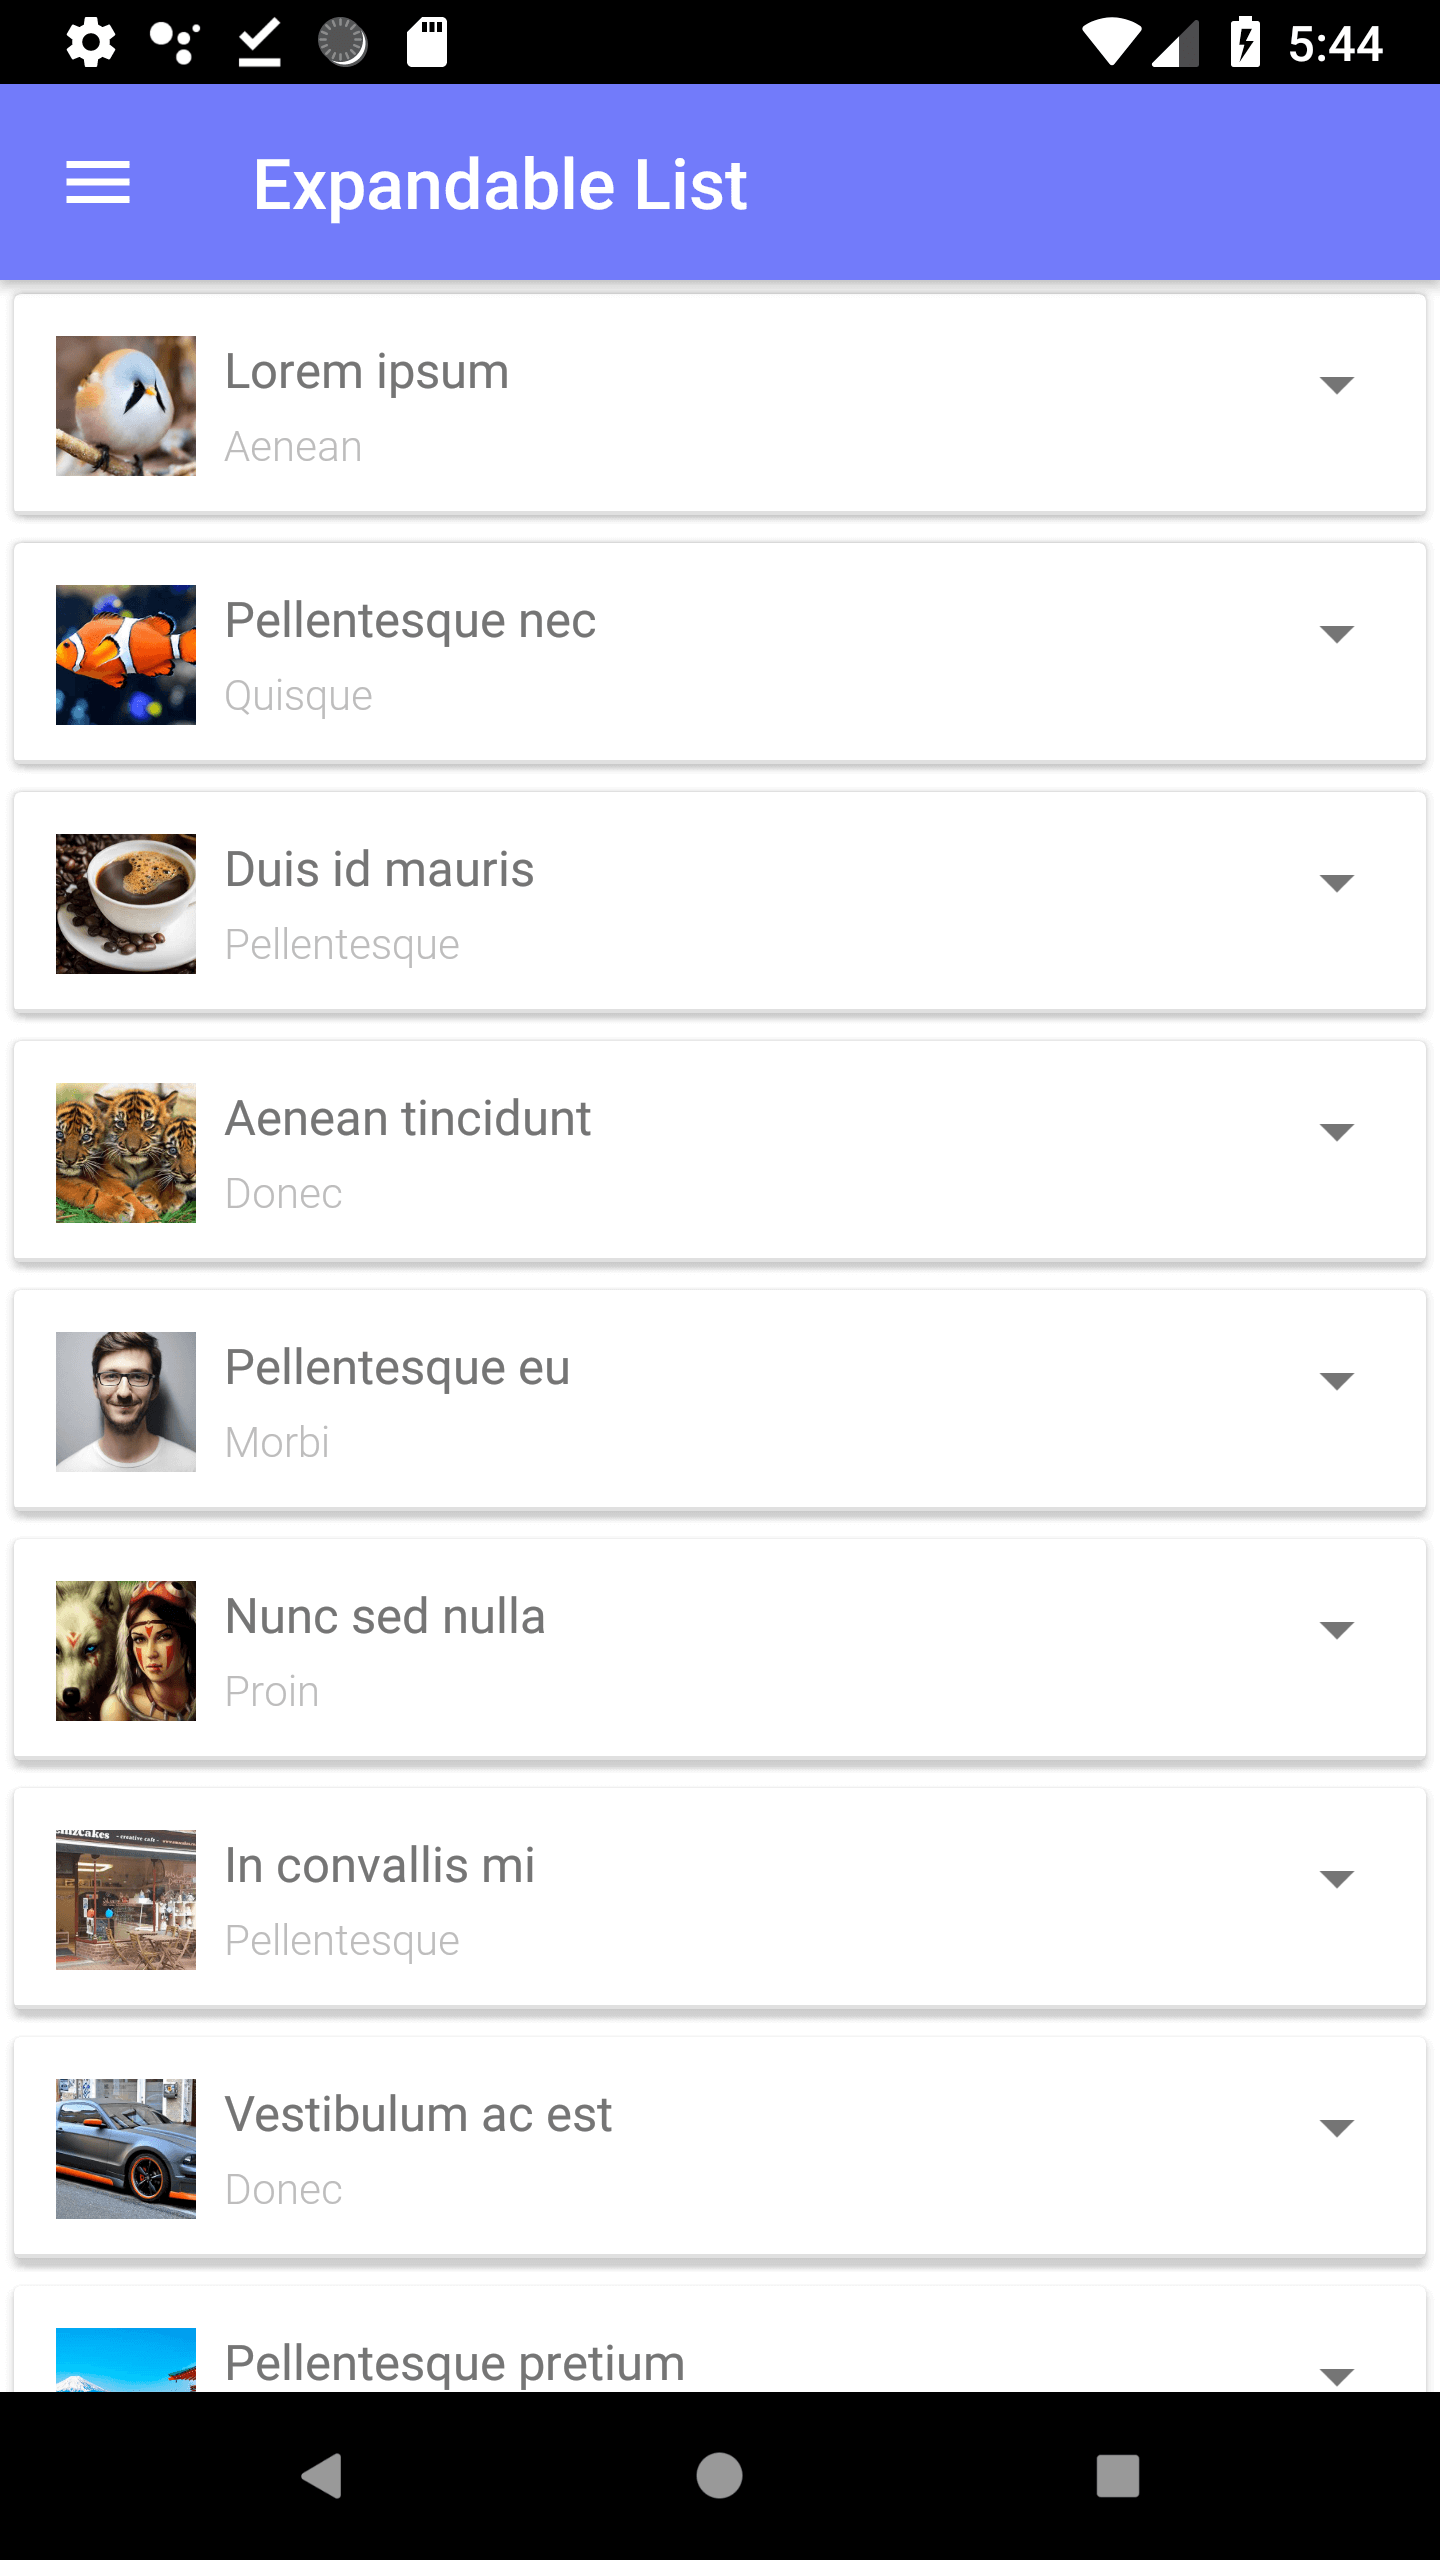 5:44
Expandable List
Lorem ipsum
Aenean
Pellentesque nec
Quisque
Duis id mauris
Pellentesque
Aenean tincidunt
Donec
Pellentesque eu
Morbi
Nunc sed nulla
Proin
In convallis mi
Pellentesque
Vestibulum ac est
Donec
Pellentesque pretium